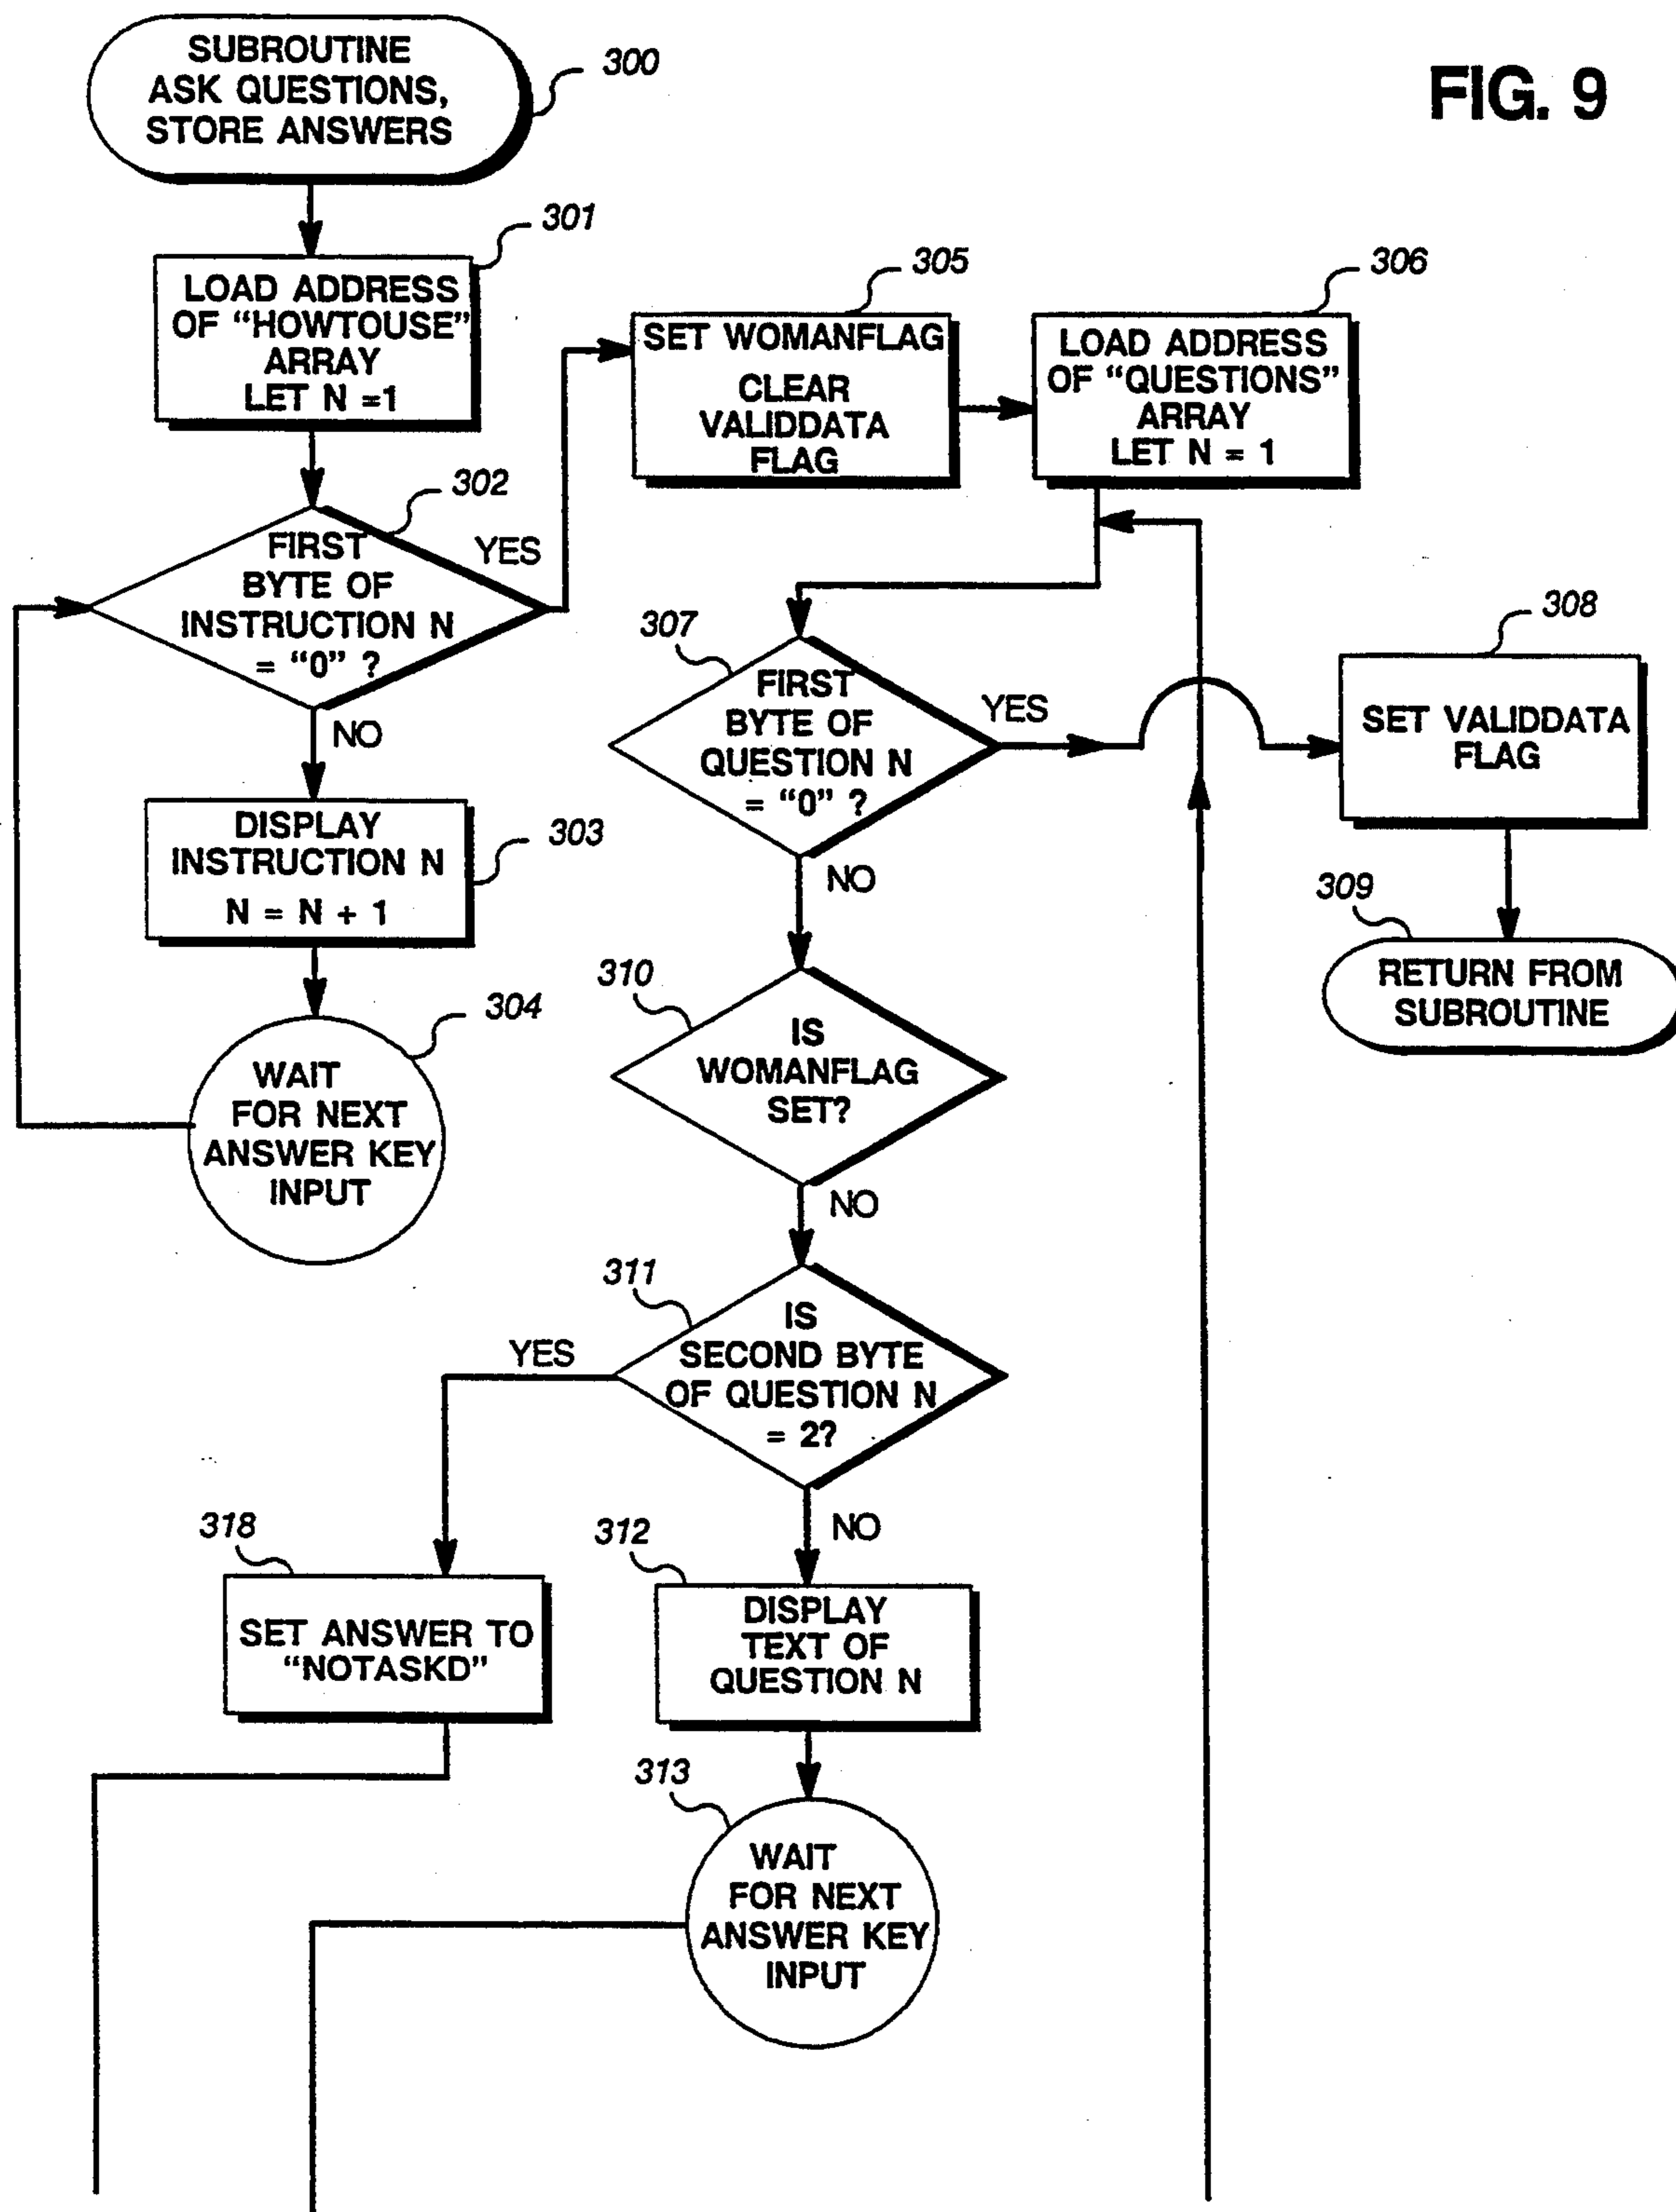 FIG. 9
SUBROUTINE
ASK QUESTIONS,
STORE ANSWERS
300
301
LOAD ADDRESS
OF “HOWTOUSE”
ARRAY
LET N =1
302
FIRST
BYTE OF
INSTRUCTION N
= “0” ?
YES
NO
303
DISPLAY
INSTRUCTION N
N = N + 1
304
WAIT
FOR NEXT
ANSWER KEY
INPUT
305
SET WOMANFLAG
CLEAR
VALIDDATA
FLAG
306
LOAD ADDRESS
OF “QUESTIONS”
ARRAY
LET N = 1
307
FIRST
BYTE OF
QUESTION N
= “0” ?
YES
NO
308
SET VALIDDATA
FLAG
309
RETURN FROM
SUBROUTINE
310
IS
WOMANFLAG
SET?
NO
311
IS
SECOND BYTE
OF QUESTION N
= 2?
YES
NO
318
SET ANSWER TO
“NOTASKD”
312
DISPLAY
TEXT OF
QUESTION N
313
WAIT
FOR NEXT
ANSWER KEY
INPUT